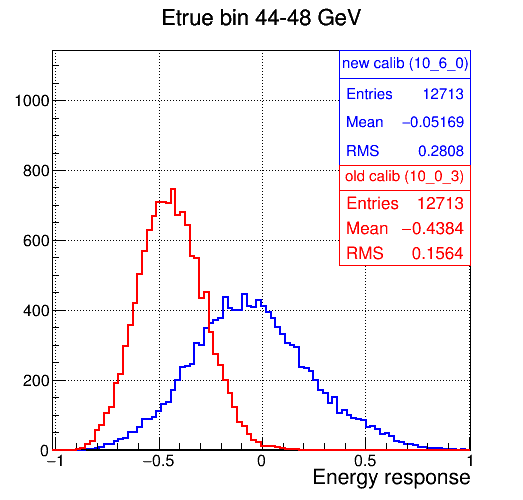 Etrue bin 44-48 GeV
new calib (10_6_0)
Entries 12713
Mean −0.05169
RMS 0.2808
old calib (10_0_3)
Entries 12713
Mean −0.4384
RMS 0.1564
1000
800
600
400
200
0
−1 −0.5 0 0.5 1
Energy response